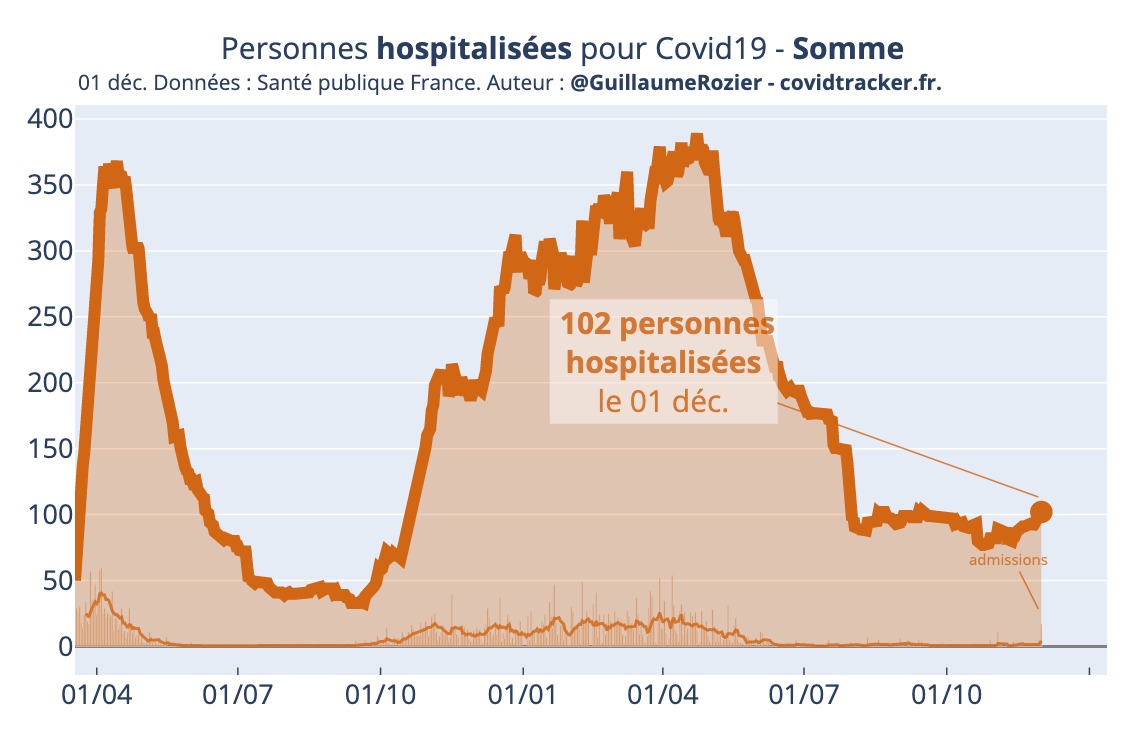 Personnes hospitalisées pour Covid19 - Somme
01 déc. Données : Santé publique France. Auteur : @GuillaumeRozier - covidtracker.fr.
400
350
300
250
200
150
100
50
0
102 personnes
hospitalisées
le 01 déc.
admissions
01/04 01/07 01/10 01/01 01/04 01/07 01/10